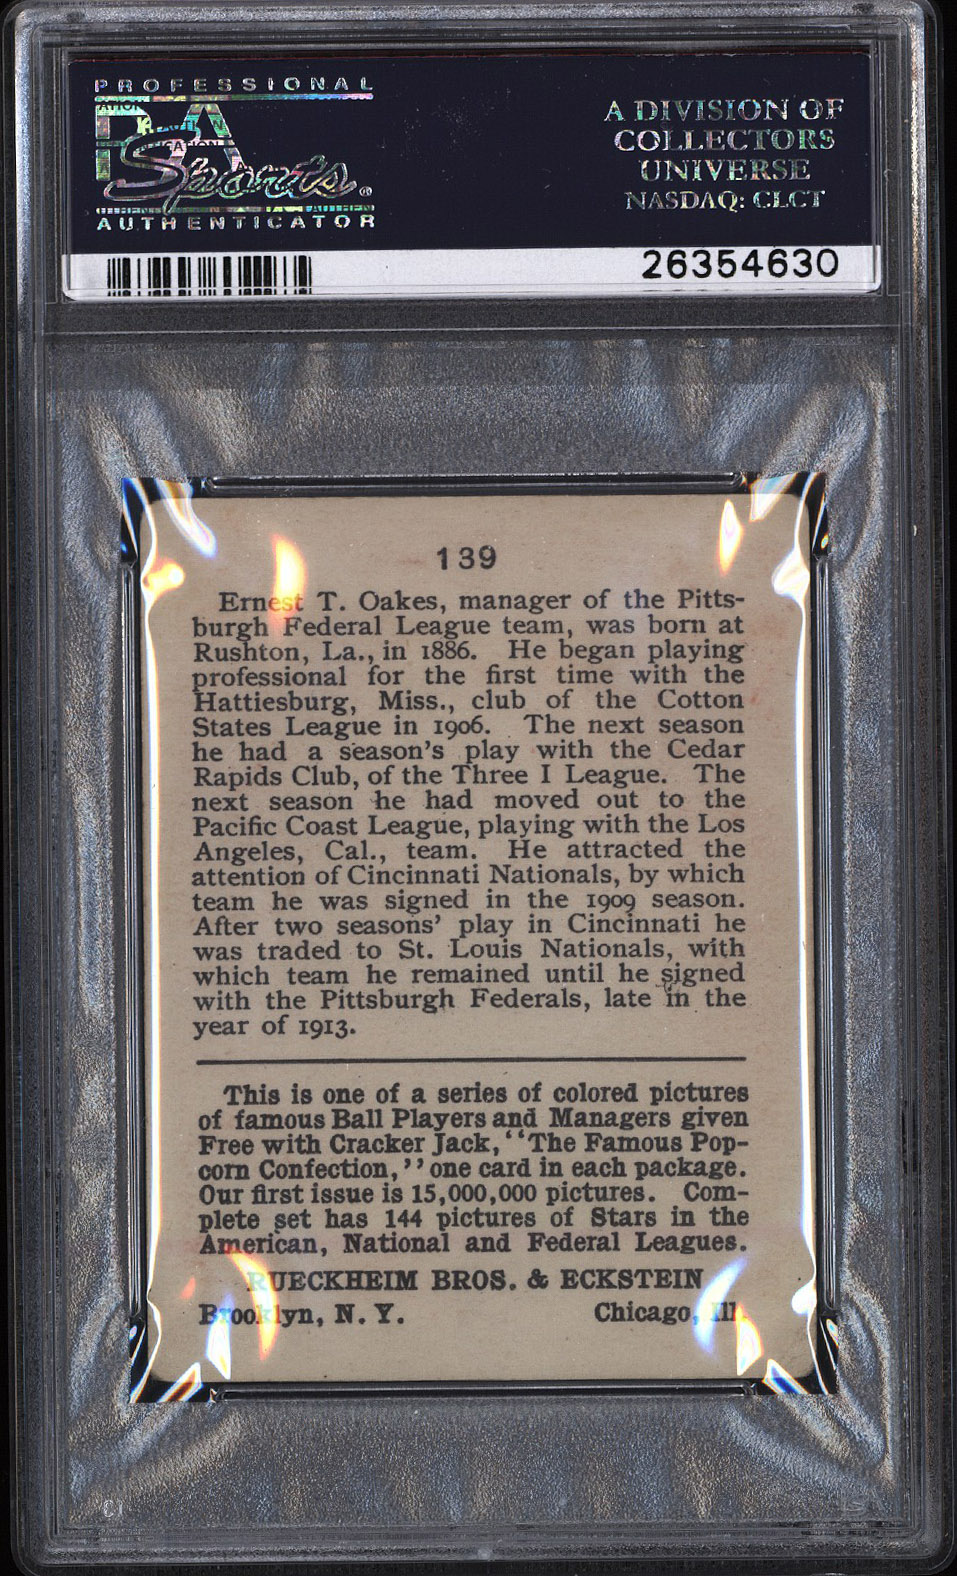 PROFESSIONAL
PSA
Sports®
AUTHENTICATOR
A DIVISION OF
COLLECTORS
UNIVERSE
NASDAQ: CLCT
26354630
139
Ernest T. Oakes, manager of the Pitts-
burgh Federal League team, was born at
Rushton, La., in 1886. He began playing
professional for the first time with the
Hattiesburg, Miss., club of the Cotton
States League in 1906. The next season
he had a season's play with the Cedar
Rapids Club, of the Three I League. The
next season he had moved out to the
Pacific Coast League, playing with the Los
Angeles, Cal., team. He attracted the
attention of Cincinnati Nationals, by which
team he was signed in the 1909 season.
After two seasons' play in Cincinnati he
was traded to St. Louis Nationals, with
which team he remained until he signed
with the Pittsburgh Federals, late in the
year of 1913.
This is one of a series of colored pictures
of famous Ball Players and Managers given
Free with Cracker Jack, "The Famous Pop-
corn Confection," one card in each package.
Our first issue is 15,000,000 pictures. Com-
plete set has 144 pictures of Stars in the
American, National and Federal Leagues.
RUECKHEIM BROS. & ECKSTEIN
Brooklyn, N. Y. Chicago, Ill.